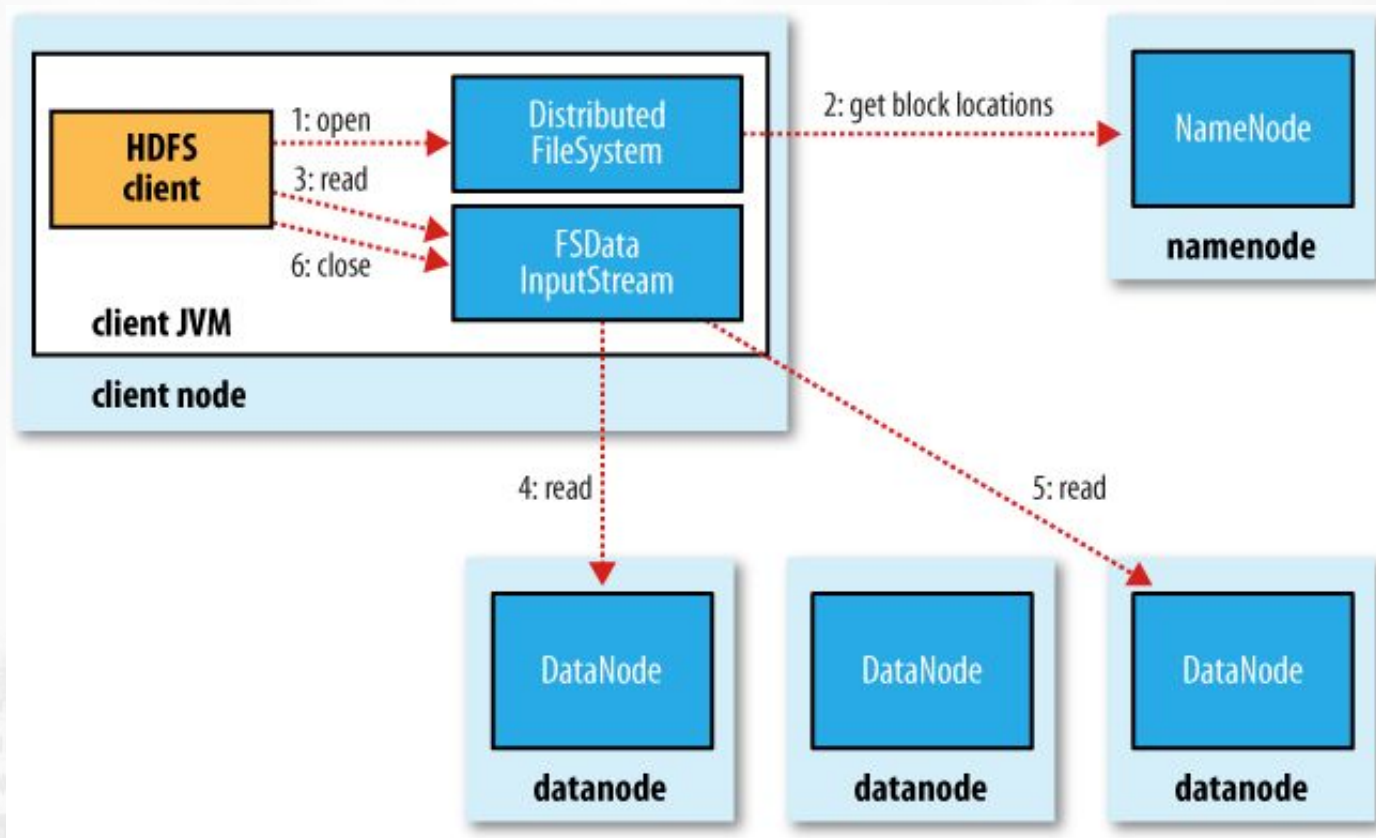 1: open
HDFS
client
3: read
6: close
Distributed
FileSystem
FSData
InputStream
client JVM
client node
2: get block locations
NameNode
namenode
4: read
5: read
DataNode
datanode
DataNode
datanode
DataNode
datanode